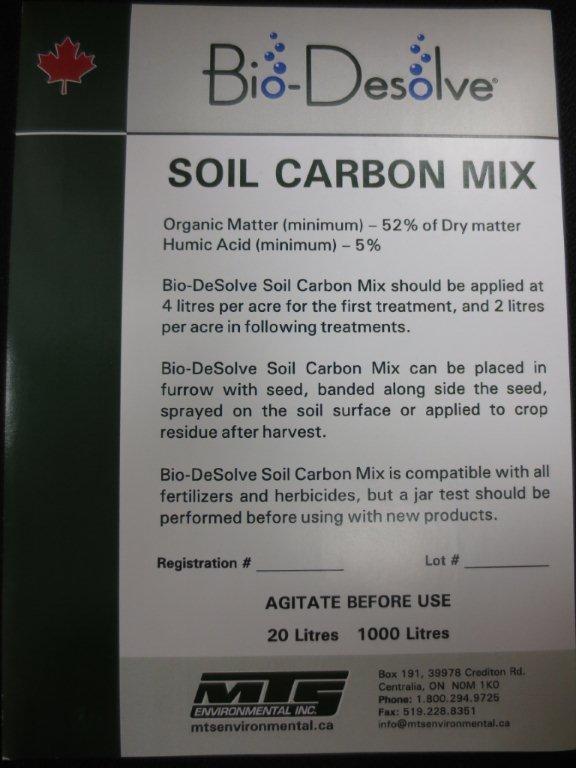 Bio-Desolve®
SOIL CARBON MIX
Organic Matter (minimum) – 52% of Dry matter
Humic Acid (minimum) – 5%
Bio-DeSolve Soil Carbon Mix should be applied at
4 litres per acre for the first treatment, and 2 litres
per acre in following treatments.
Bio-DeSolve Soil Carbon Mix can be placed in
furrow with seed, banded along side the seed,
sprayed on the soil surface or applied to crop
residue after harvest.
Bio-DeSolve Soil Carbon Mix is compatible with all
fertilizers and herbicides, but a jar test should be
performed before using with new products.
Registration # ____________ Lot # ____________
AGITATE BEFORE USE
20 Litres 1000 Litres
MTS
ENVIRONMENTAL INC.
mtsenvironmental.ca
Box 191, 39978 Crediton Rd.
Centralia, ON N0M 1K0
Phone: 1.800.294.9725
Fax: 519.228.8351
info@mtsenvironmental.ca